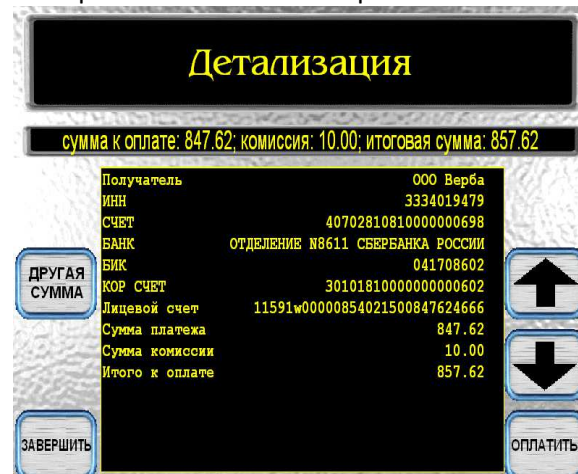 Детализация
сумма к оплате: 847.62; комиссия: 10.00; итоговая сумма: 857.62
Получатель ООО Верба
ИНН 3334019479
СЧЕТ 40702810810000000698
БАНК ОТДЕЛЕНИЕ N8611 СБЕРБАНКА РОССИИ
БИК 041708602
КОР СЧЕТ 30101810000000000602
Лицевой счет 11591w00000854021500847624666
Сумма платежа 847.62
Сумма комиссии 10.00
Итого к оплате 857.62
ДРУГАЯ
СУММА
ЗАВЕРШИТЬ
ОПЛАТИТЬ